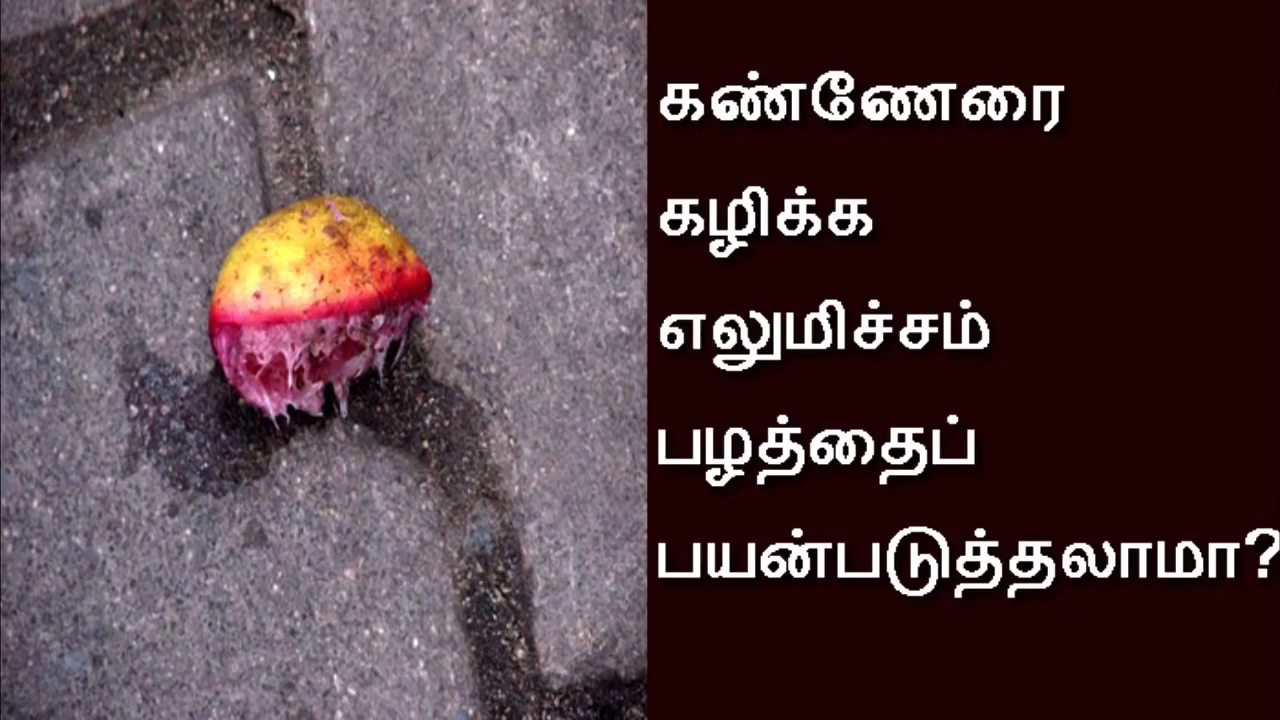 கண்ணேரை
கழிக்க
எலுமிச்சம்
பழத்தைப்
பயன்படுத்தலாமா?